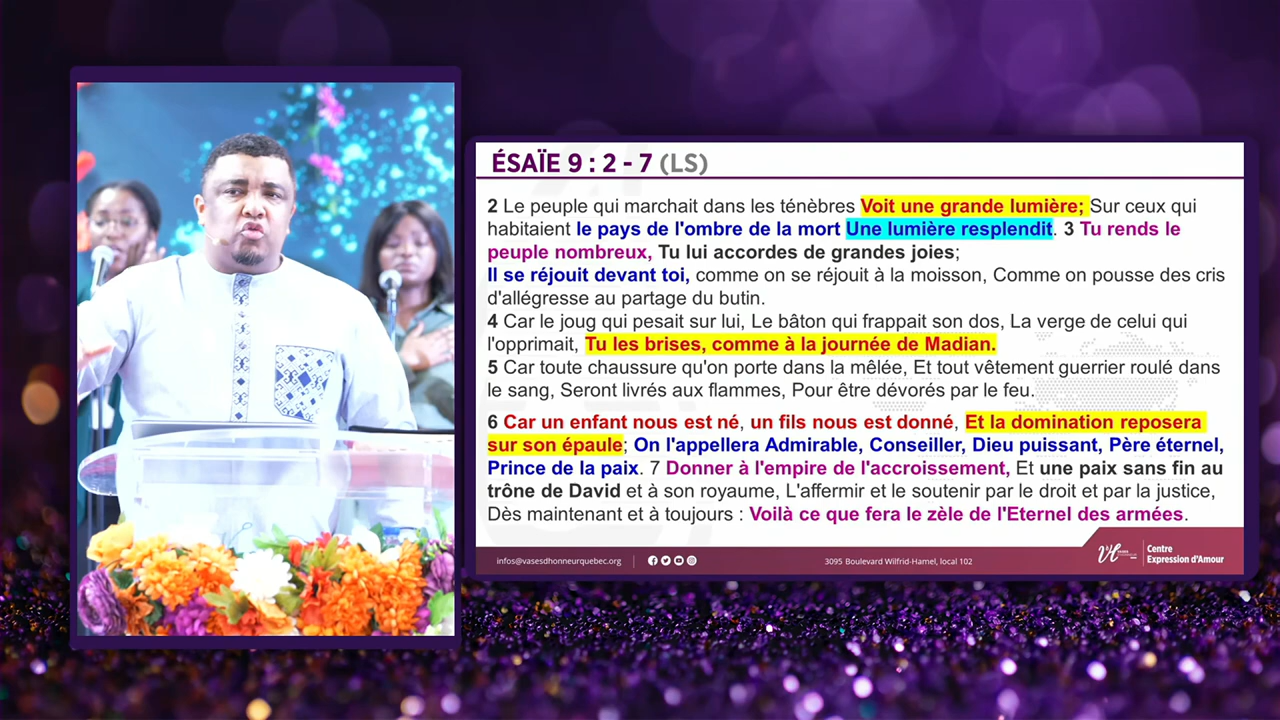 ÉSAÏE 9 : 2 - 7 (LS)
2 Le peuple qui marchait dans les ténèbres Voit une grande lumière; Sur ceux qui
habitaient le pays de l'ombre de la mort Une lumière resplendit. 3 Tu rends le
peuple nombreux, Tu lui accordes de grandes joies;
Il se réjouit devant toi, comme on se réjouit à la moisson, Comme on pousse des cris
d'allégresse au partage du butin.
4 Car le joug qui pesait sur lui, Le bâton qui frappait son dos, La verge de celui qui
l'opprimait, Tu les brises, comme à la journée de Madian.
5 Car toute chaussure qu'on porte dans la mêlée, Et tout vêtement guerrier roulé dans
le sang, Seront livrés aux flammes, Pour être dévorés par le feu.
6 Car un enfant nous est né, un fils nous est donné, Et la domination reposera
sur son épaule; On l'appellera Admirable, Conseiller, Dieu puissant, Père éternel,
Prince de la paix. 7 Donner à l'empire de l'accroissement, Et une paix sans fin au
trône de David et à son royaume, L'affermir et le soutenir par le droit et par la justice,
Dès maintenant et à toujours : Voilà ce que fera le zèle de l'Eternel des armées.
infos@vasesdhonneurquebec.org
3095 Boulevard Wilfrid-Hamel, local 102
VH
Centre
Expression d'Amour